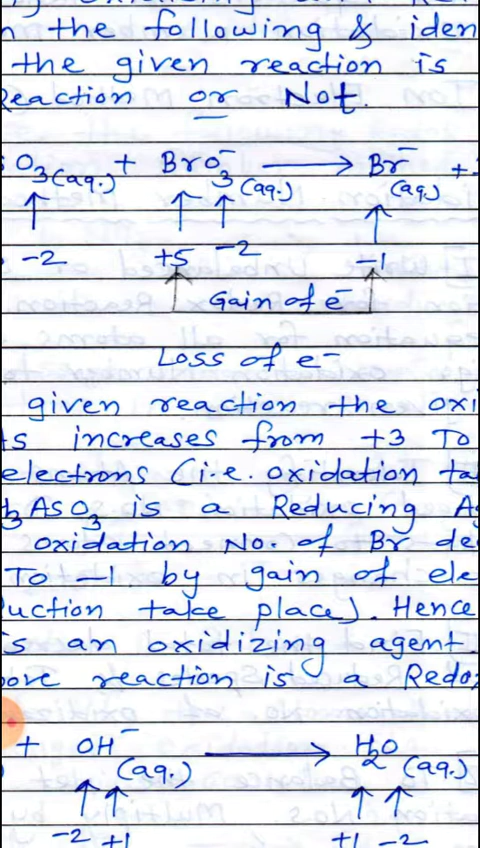 n the following & iden
the given reaction is
Reaction or Not.
O3(aq.) + BrO3⁻(aq.) ⟶ Br⁻(aq.) +
-2 +5 -2 -1
Gain of e⁻
Loss of e-
given reaction the oxi
s increases from +3 To
electrons (i.e. oxidation ta
3AsO3 is a Reducing A
oxidation No. of Br de
To -1 by gain of ele
uction take place). Hence
is an oxidizing agent.
ove reaction is a Redo
+ OH⁻(aq.) ⟶ H2O(aq.)
-2 +1 +1 -2